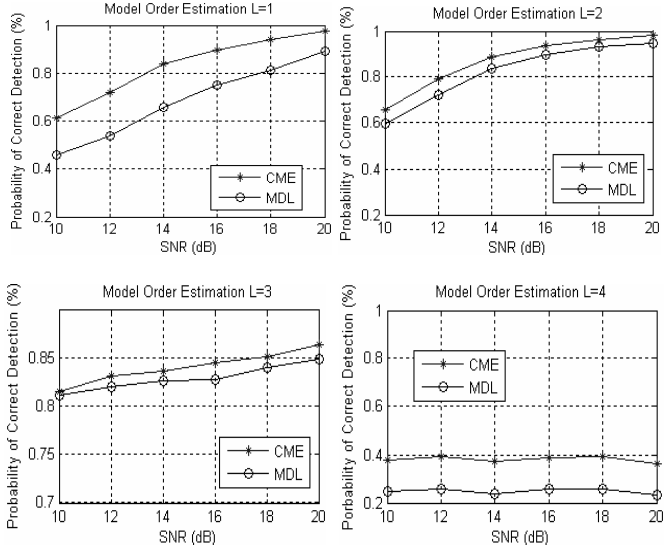 Model Order Estimation L=1
Probability of Correct Detection (%)
1
0.8
0.6
0.4
0.2
10 12 14 16 18 20
SNR (dB)
CME
MDL
Model Order Estimation L=2
Probability of Correct Detection (%)
1
0.8
0.6
0.4
0.2
10 12 14 16 18 20
SNR (dB)
CME
MDL
Model Order Estimation L=3
Probability of Correct Detection (%)
0.85
0.8
0.75
0.7
10 12 14 16 18 20
SNR (dB)
CME
MDL
Model Order Estimation L=4
Probability of Correct Detection (%)
1
0.8
0.6
0.4
0.2
10 12 14 16 18 20
SNR (dB)
CME
MDL